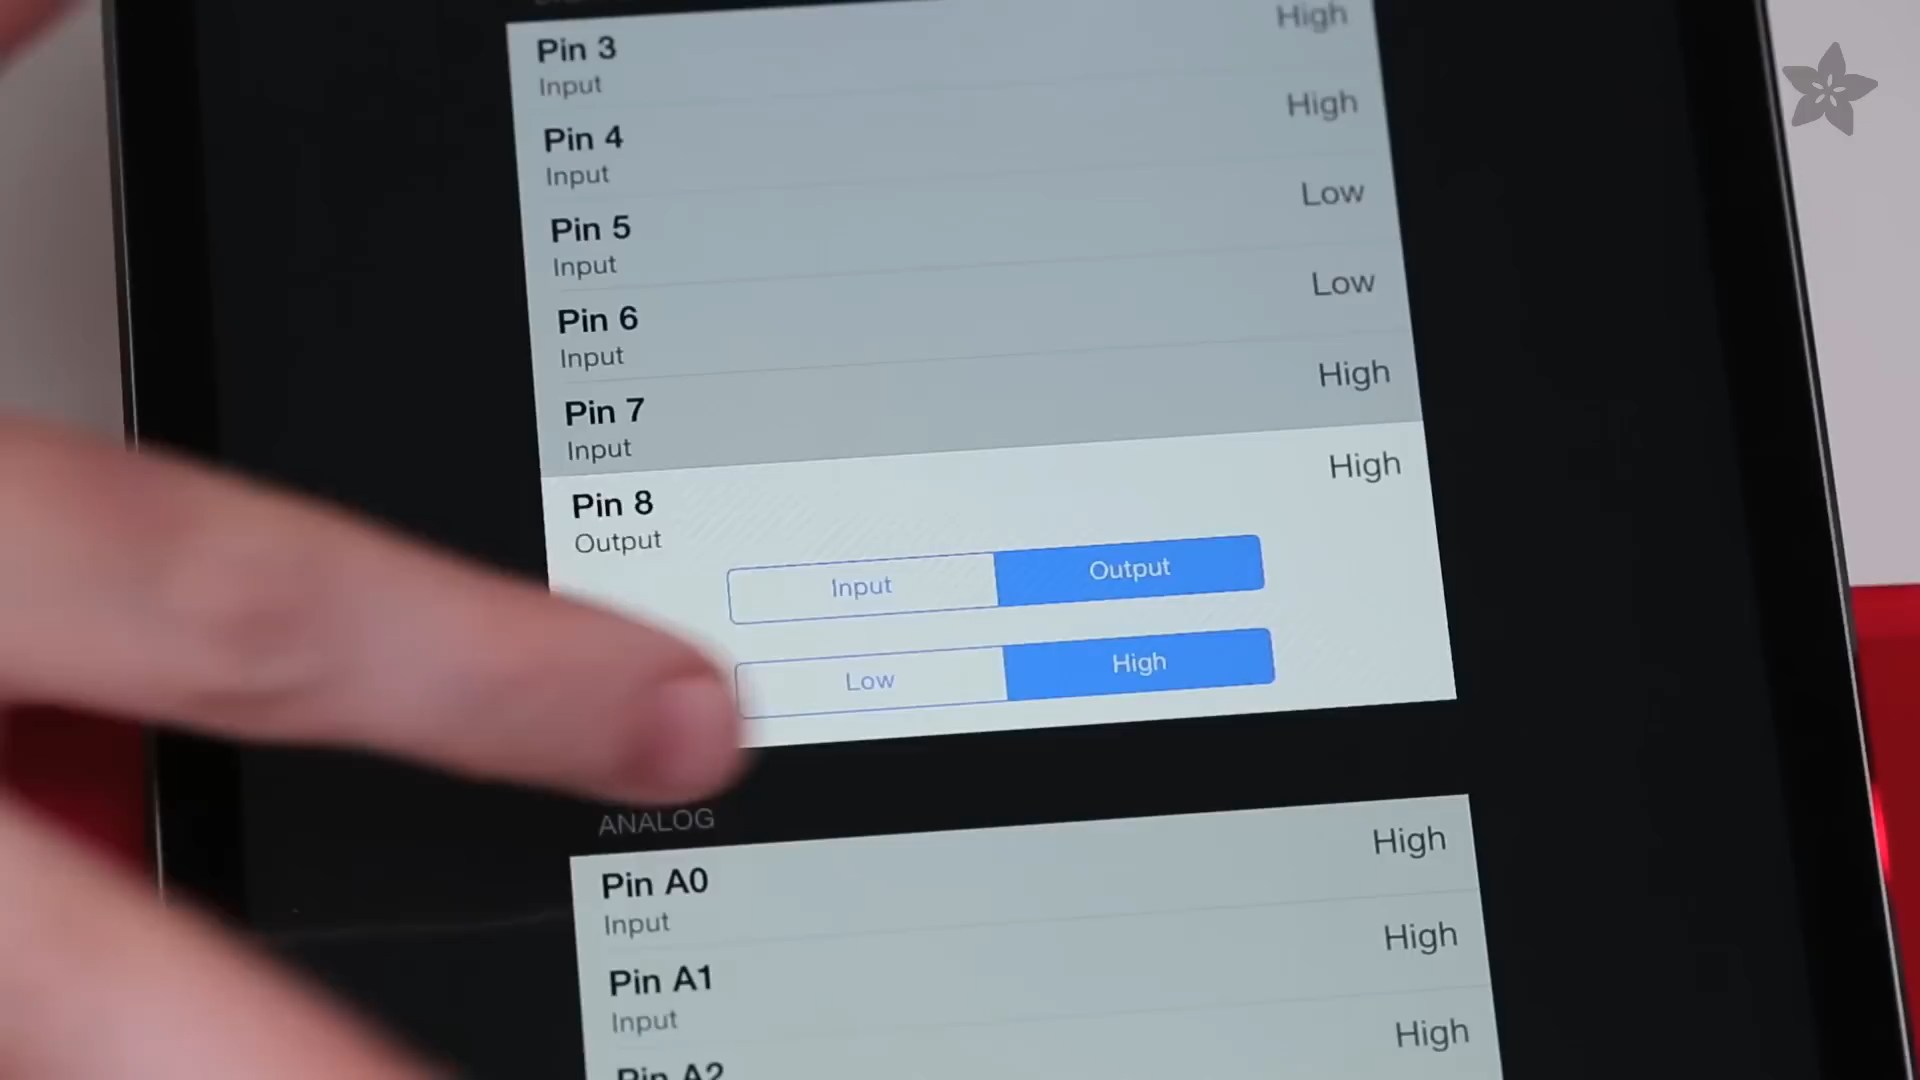 High
Pin 3
Input
High
Pin 4
Input
Low
Pin 5
Input
Low
Pin 6
Input
High
Pin 7
Input
High
Pin 8
Output
Input Output
Low High
ANALOG
High
Pin A0
Input
High
Pin A1
Input
High
Pin A2